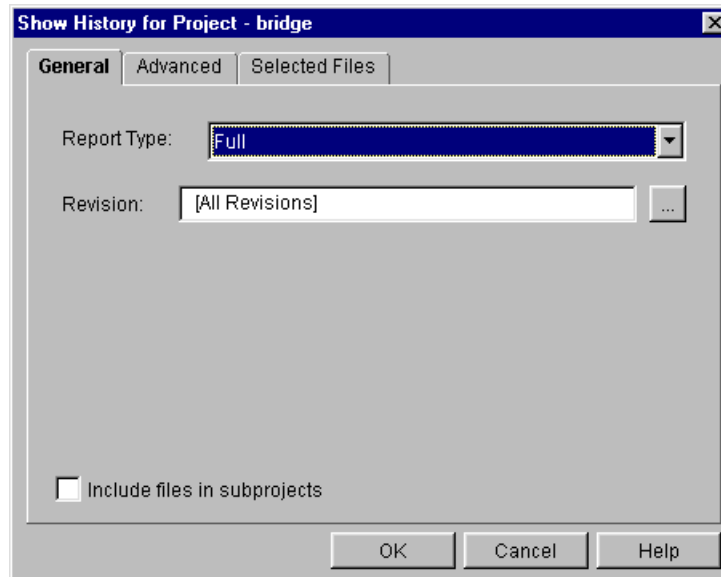 Show History for Project - bridge
General Advanced Selected Files
Report Type: Full
Revision: [All Revisions] ...
Include files in subprojects
OK Cancel Help